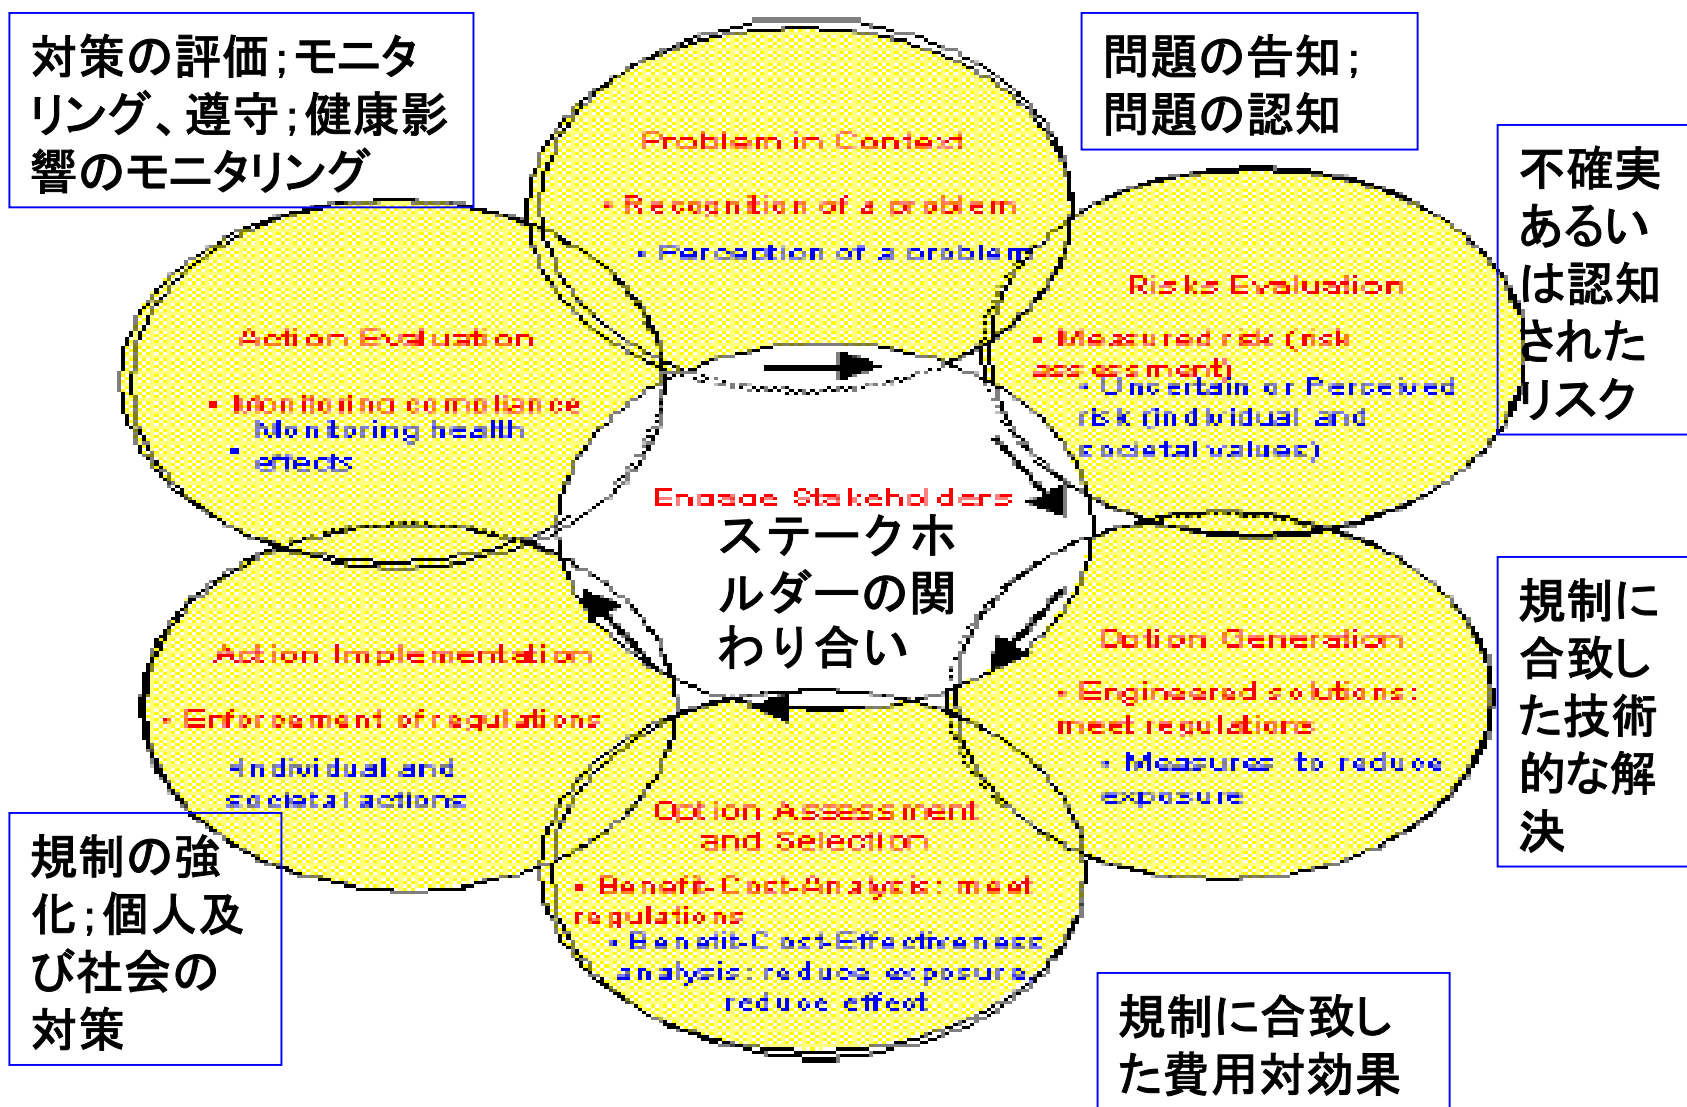 対策の評価；モニタ
リング、遵守；健康影
響のモニタリング
問題の告知；
問題の認知
Problem in Context
• Recognition of a problem
• Perception of a problem
不確実
あるい
は認知
された
リスク
Risks Evaluation
• Measured risk (risk
assessment)
• Uncertain or Perceived
risk (individual and
societal values)
Action Evaluation
• Monitoring compliance
Monitoring health
• effects
Engage Stakeholders
ステークホ
ルダーの関
わり合い
規制に
合致し
た技術
的な解
決
Option Generation
• Engineered solutions:
meet regulations
• Measures to reduce
exposure
Action Implementation
• Enforcement of regulations
•Individual and
societal actions
Option Assessment
and Selection
• Benefit-Cost-Analysis: meet
regulations
• Benefit-Cost-Effectiveness
analysis: reduce exposure,
reduce effect
規制の強
化；個人及
び社会の
対策
規制に合致し
た費用対効果